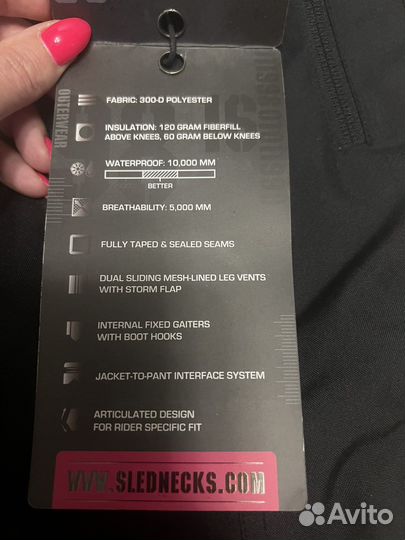 OUTERWEAR
FABRIC: 300-D POLYESTER
INSULATION: 120 GRAM FIBERFILL
ABOVE KNEES, 60 GRAM BELOW KNEES
WATERPROOF: 10,000 MM
BETTER
BREATHABILITY: 5,000 MM
FULLY TAPED & SEALED SEAMS
DUAL SLIDING MESH-LINED LEG VENTS
WITH STORM FLAP
INTERNAL FIXED GAITERS
WITH BOOT HOOKS
JACKET-TO-PANT INTERFACE SYSTEM
ARTICULATED DESIGN
FOR RIDER SPECIFIC FIT
WWW.SLEDNECKS.COM
Avito